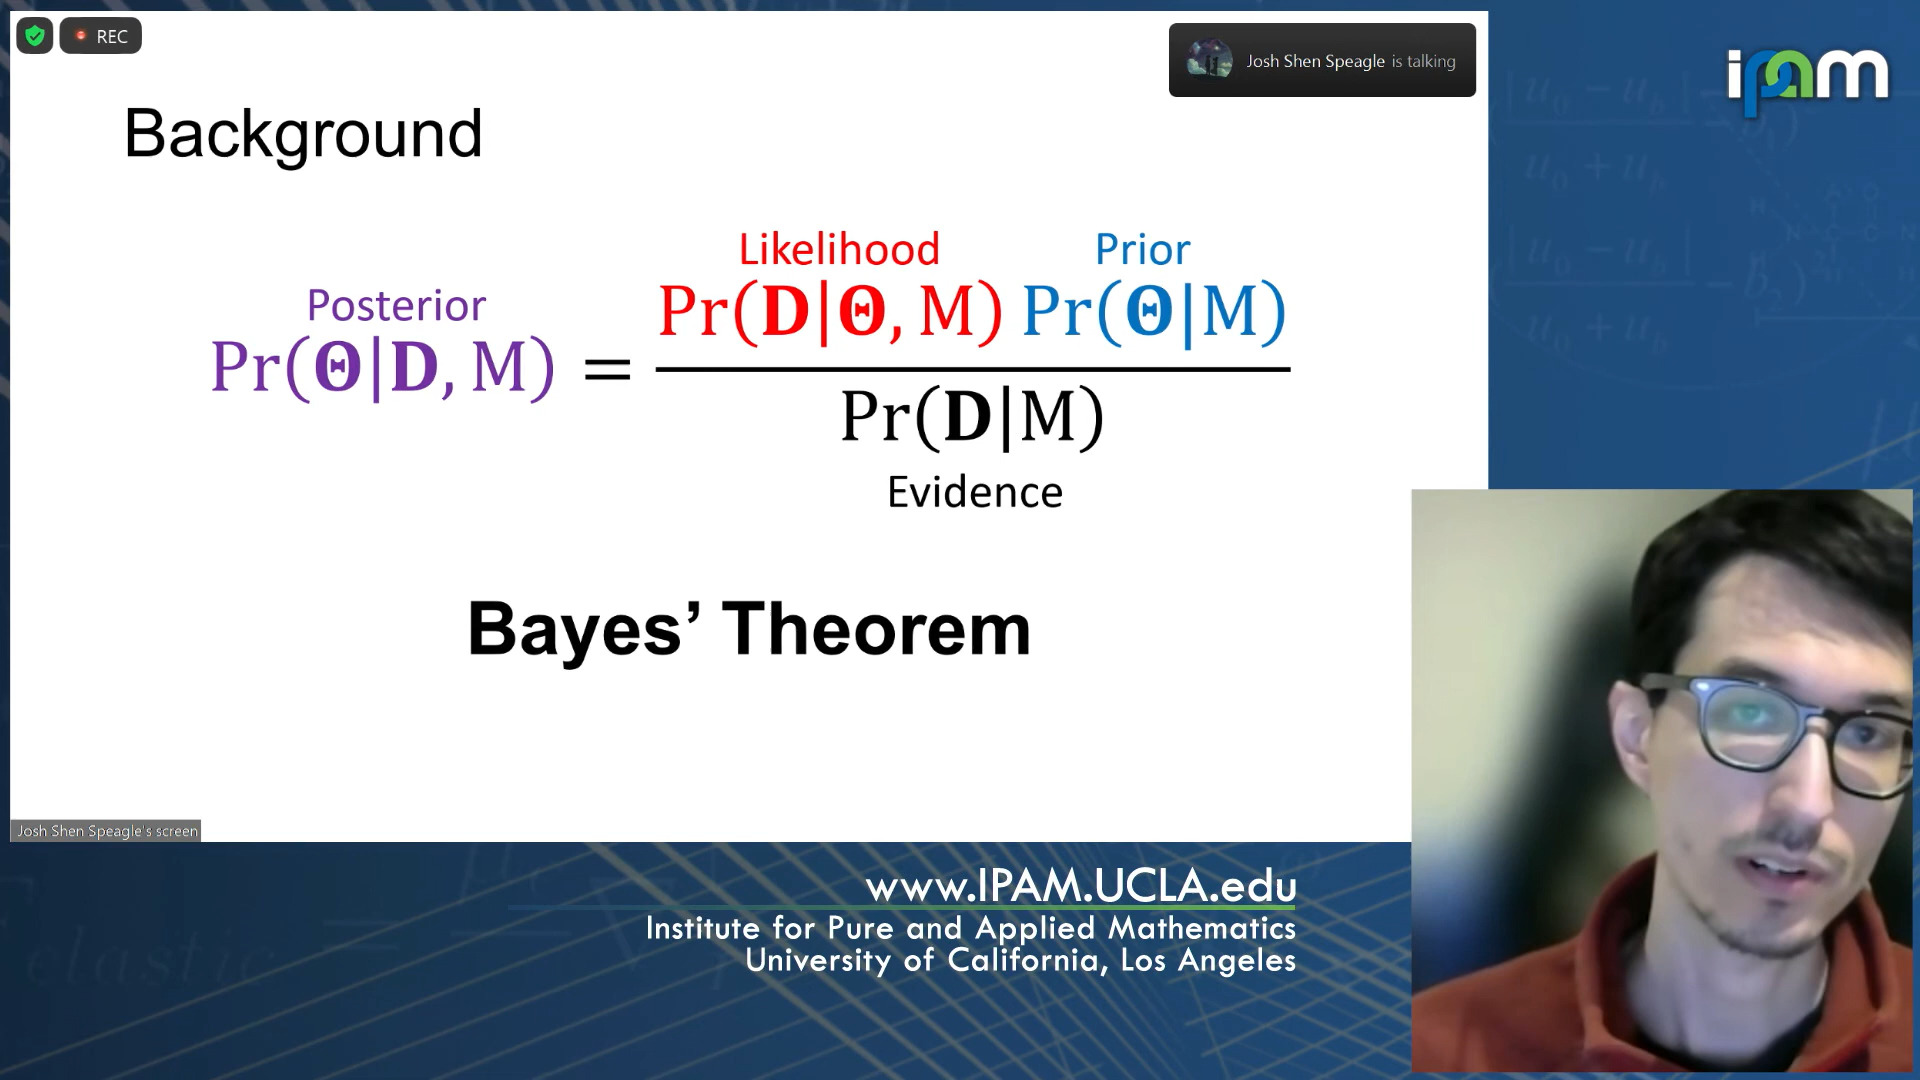 REC
Josh Shen Speagle is talking
ipam
Background
Likelihood Prior
Posterior
Pr(𝚯|𝐃, M) = Pr(𝐃|𝚯, M) Pr(𝚯|M)
Pr(𝐃|M)
Evidence
Bayes’ Theorem
Josh Shen Speagle's screen
www.IPAM.UCLA.edu
Institute for Pure and Applied Mathematics
University of California, Los Angeles
elastic